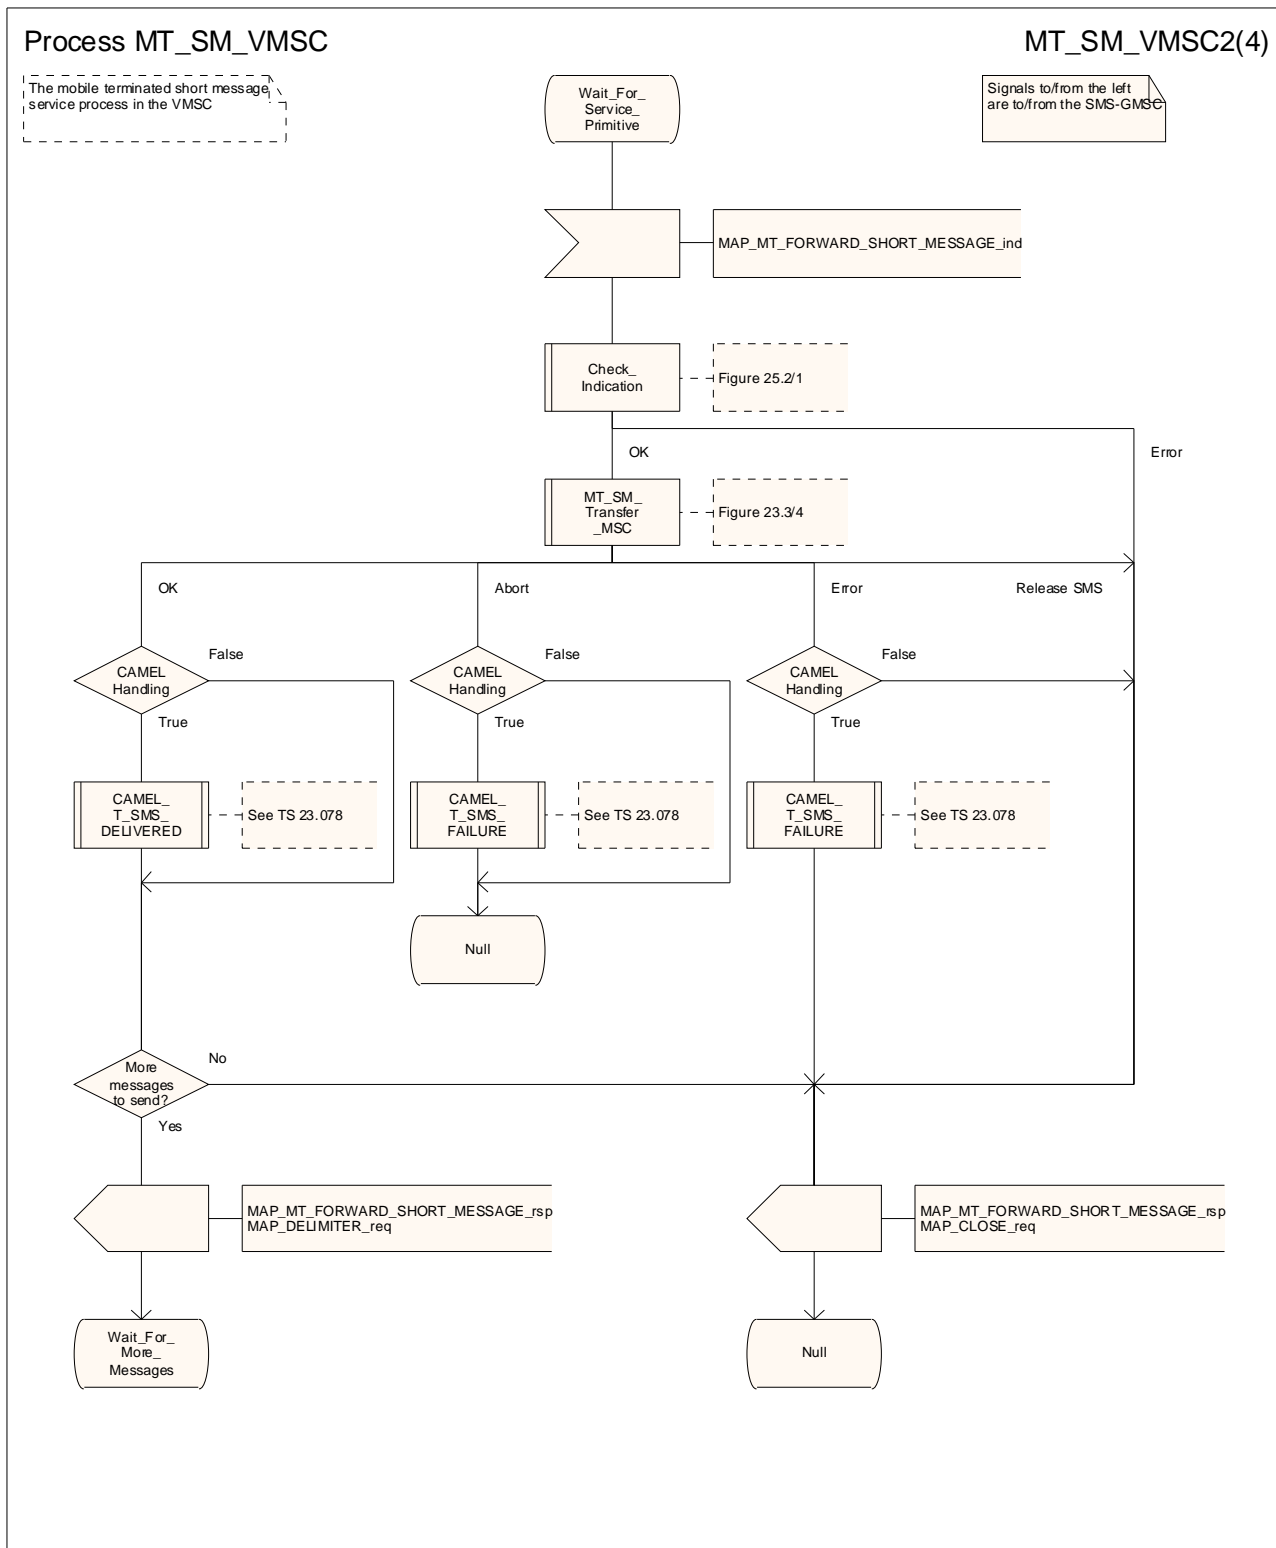 Process MT_SM_VMSC
MT_SM_VMSC2(4)
The mobile terminated short message
service process in the VMSC
Wait_For_
Service_
Primitive
Signals to/from the left
are to/from the SMS-GMSC
MAP_MT_FORWARD_SHORT_MESSAGE_ind
Check_
Indication
Figure 25.2/1
OK
Error
MT_SM_
Transfer
_MSC
Figure 23.3/4
OK
Abort
Error
Release SMS
CAMEL
Handling
False
True
CAMEL
Handling
False
True
CAMEL
Handling
False
True
CAMEL_
T_SMS_
DELIVERED
See TS 23.078
CAMEL_
T_SMS_
FAILURE
See TS 23.078
CAMEL_
T_SMS_
FAILURE
See TS 23.078
Null
More
messages
to send?
No
Yes
MAP_MT_FORWARD_SHORT_MESSAGE_rsp
MAP_DELIMITER_req
MAP_MT_FORWARD_SHORT_MESSAGE_rsp
MAP_CLOSE_req
Wait_For_
More_
Messages
Null